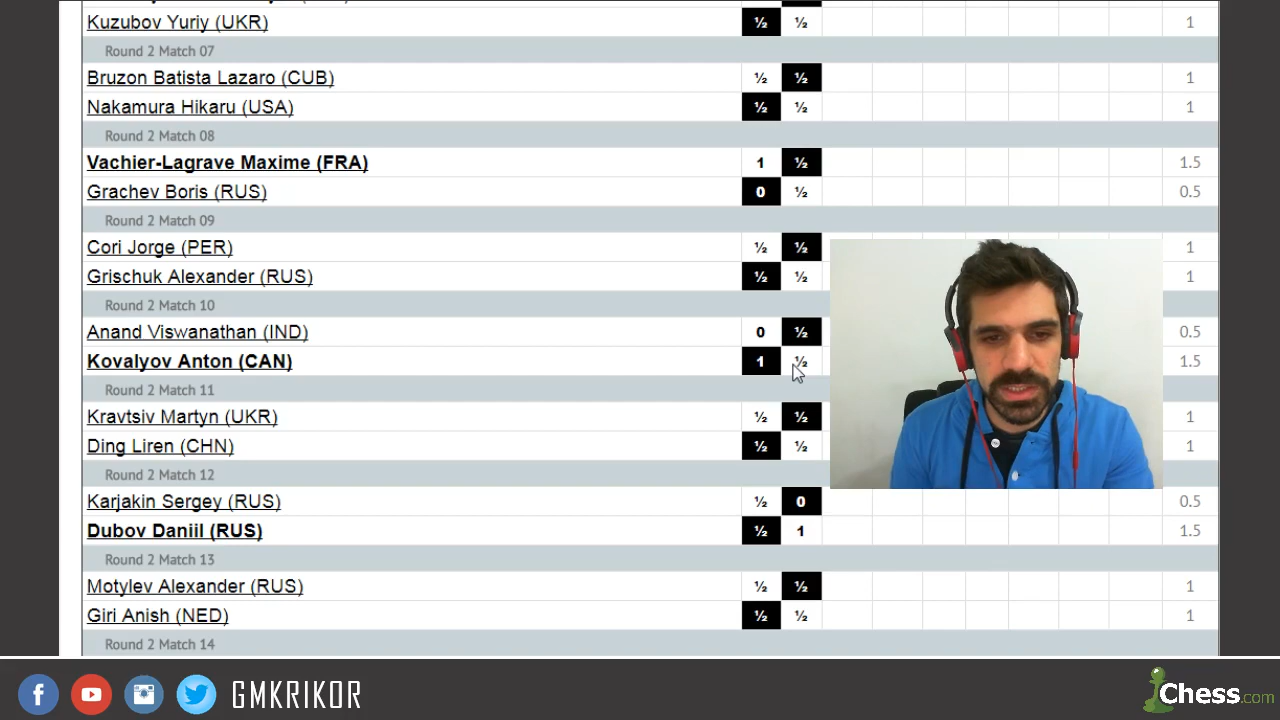 Kuzubov Yuriy (UKR) ½ ½ 1
Round 2 Match 07
Bruzon Batista Lazaro (CUB) ½ ½ 1
Nakamura Hikaru (USA) ½ ½ 1
Round 2 Match 08
Vachier-Lagrave Maxime (FRA) 1 ½ 1.5
Grachev Boris (RUS) 0 ½ 0.5
Round 2 Match 09
Cori Jorge (PER) ½ ½ 1
Grischuk Alexander (RUS) ½ ½ 1
Round 2 Match 10
Anand Viswanathan (IND) 0 ½ 0.5
Kovalyov Anton (CAN) 1 ½ 1.5
Round 2 Match 11
Kravtsiv Martyn (UKR) ½ ½ 1
Ding Liren (CHN) ½ ½ 1
Round 2 Match 12
Karjakin Sergey (RUS) ½ 0 0.5
Dubov Daniil (RUS) ½ 1 1.5
Round 2 Match 13
Motylev Alexander (RUS) ½ ½ 1
Giri Anish (NED) ½ ½ 1
Round 2 Match 14
GMKRIKOR
Chess.com